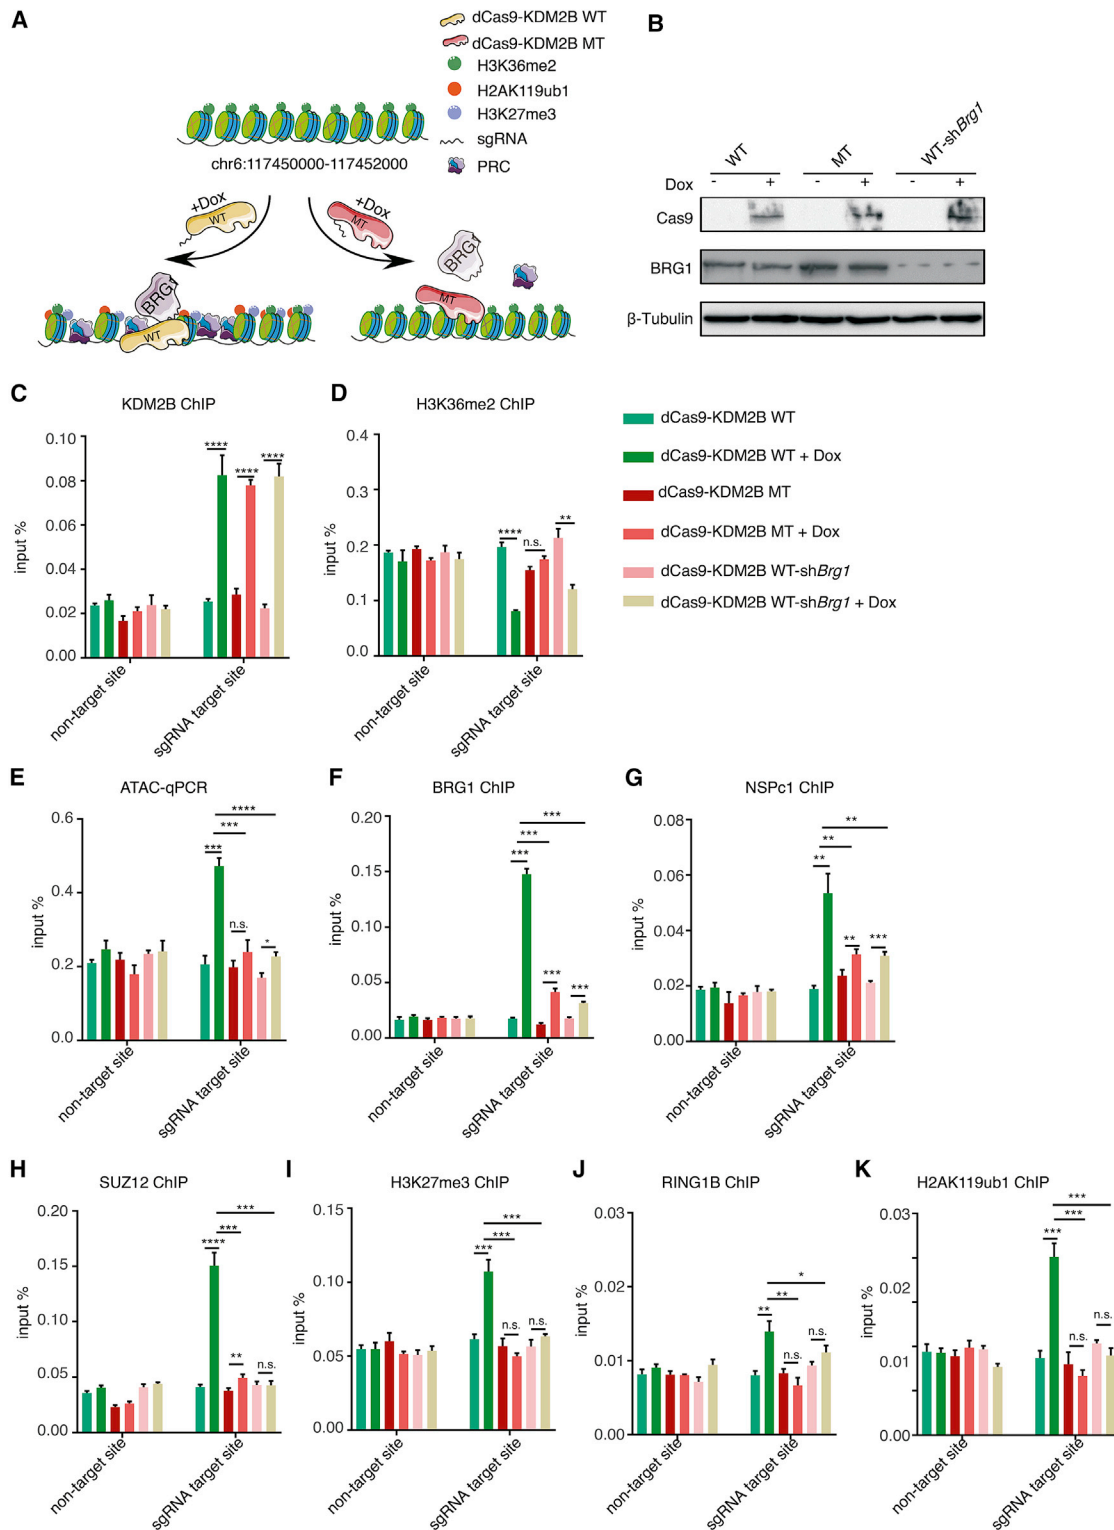 A
dCas9-KDM2B WT
dCas9-KDM2B MT
H3K36me2
H2AK119ub1
H3K27me3
sgRNA
PRC
chr6:117450000-117452000
+Dox
WT
+Dox
MT
BRG1
WT
BRG1
MT
B
WT
MT
WT-shBrg1
Dox - + - + - +
Cas9
BRG1
β-Tubulin
C
KDM2B ChIP
input %
0.10
0.08
0.06
0.04
0.02
0.00
**** **** ****
non-target site
sgRNA target site
D
H3K36me2 ChIP
input %
0.4
0.3
0.2
0.1
0.0
**** n.s. **
non-target site
sgRNA target site
dCas9-KDM2B WT
dCas9-KDM2B WT + Dox
dCas9-KDM2B MT
dCas9-KDM2B MT + Dox
dCas9-KDM2B WT-shBrg1
dCas9-KDM2B WT-shBrg1 + Dox
E
ATAC-qPCR
input %
0.6
0.4
0.2
0.0
****
***
***
n.s.
*
non-target site
sgRNA target site
F
BRG1 ChIP
input %
0.20
0.15
0.10
0.05
0.00
***
***
***
***
***
non-target site
sgRNA target site
G
NSPc1 ChIP
input %
0.08
0.06
0.04
0.02
0.00
**
**
**
**
***
non-target site
sgRNA target site
H
SUZ12 ChIP
input %
0.20
0.15
0.10
0.05
0.00
***
***
****
**
n.s.
non-target site
sgRNA target site
I
H3K27me3 ChIP
input %
0.15
0.10
0.05
0.00
***
***
***
n.s.
n.s.
non-target site
sgRNA target site
J
RING1B ChIP
input %
0.03
0.02
0.01
0.00
*
**
**
n.s.
n.s.
non-target site
sgRNA target site
K
H2AK119ub1 ChIP
input %
0.03
0.02
0.01
0.00
***
***
***
n.s.
n.s.
non-target site
sgRNA target site